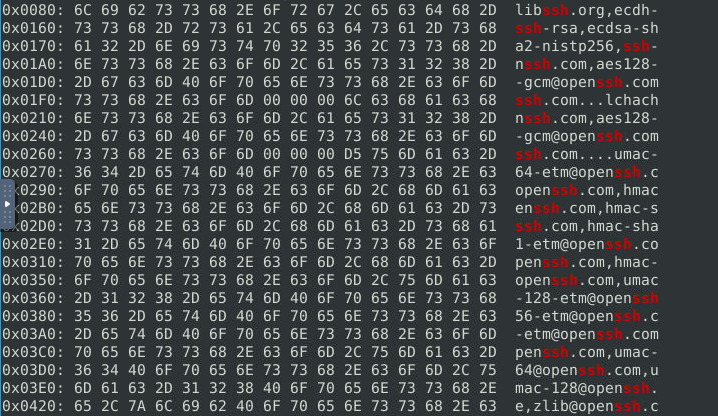 0x0080: 6C 69 62 73 73 68 2E 6F 72 67 2C 65 63 64 68 2D libssh.org,ecdh-
0x0160: 73 73 68 2D 72 73 61 2C 65 63 64 73 61 2D 73 68 ssh-rsa,ecdsa-sh
0x0170: 61 32 2D 6E 69 73 74 70 32 35 36 2C 73 73 68 2D a2-nistp256,ssh-
0x01A0: 6E 73 73 68 2E 63 6F 6D 2C 61 65 73 31 32 38 2D nssh.com,aes128-
0x01D0: 2D 67 63 6D 40 6F 70 65 6E 73 73 68 2E 63 6F 6D -gcm@openssh.com
0x01F0: 73 73 68 2E 63 6F 6D 00 00 00 6C 63 68 61 63 68 ssh.com...lchach
0x0210: 6E 73 73 68 2E 63 6F 6D 2C 61 65 73 31 32 38 2D nssh.com,aes128-
0x0240: 2D 67 63 6D 40 6F 70 65 6E 73 73 68 2E 63 6F 6D -gcm@openssh.com
0x0260: 73 73 68 2E 63 6F 6D 00 00 00 D5 75 6D 61 63 2D ssh.com....umac-
0x0270: 36 34 2D 65 74 6D 40 6F 70 65 6E 73 73 68 2E 63 64-etm@openssh.c
0x0290: 6F 70 65 6E 73 73 68 2E 63 6F 6D 2C 68 6D 61 63 openssh.com,hmac
0x02B0: 65 6E 73 73 68 2E 63 6F 6D 2C 68 6D 61 63 2D 73 enssh.com,hmac-s
0x02D0: 73 73 68 2E 63 6F 6D 2C 68 6D 61 63 2D 73 68 61 ssh.com,hmac-sha
0x02E0: 31 2D 65 74 6D 40 6F 70 65 6E 73 73 68 2E 63 6F 1-etm@openssh.co
0x0310: 70 65 6E 73 73 68 2E 63 6F 6D 2C 68 6D 61 63 2D penssh.com,hmac-
0x0350: 6F 70 65 6E 73 73 68 2E 63 6F 6D 2C 75 6D 61 63 openssh.com,umac
0x0360: 2D 31 32 38 2D 65 74 6D 40 6F 70 65 6E 73 73 68 -128-etm@openssh
0x0380: 35 36 2D 65 74 6D 40 6F 70 65 6E 73 73 68 2E 63 56-etm@openssh.c
0x03A0: 2D 65 74 6D 40 6F 70 65 6E 73 73 68 2E 63 6F 6D -etm@openssh.com
0x03C0: 70 65 6E 73 73 68 2E 63 6F 6D 2C 75 6D 61 63 2D penssh.com,umac-
0x03D0: 36 34 40 6F 70 65 6E 73 73 68 2E 63 6F 6D 2C 75 64@openssh.com,u
0x03E0: 6D 61 63 2D 31 32 38 40 6F 70 65 6E 73 73 68 2E mac-128@openssh.
0x0420: 65 2C 7A 6C 69 62 40 6F 70 65 6E 73 73 68 2E 63 e,zlib@openssh.c